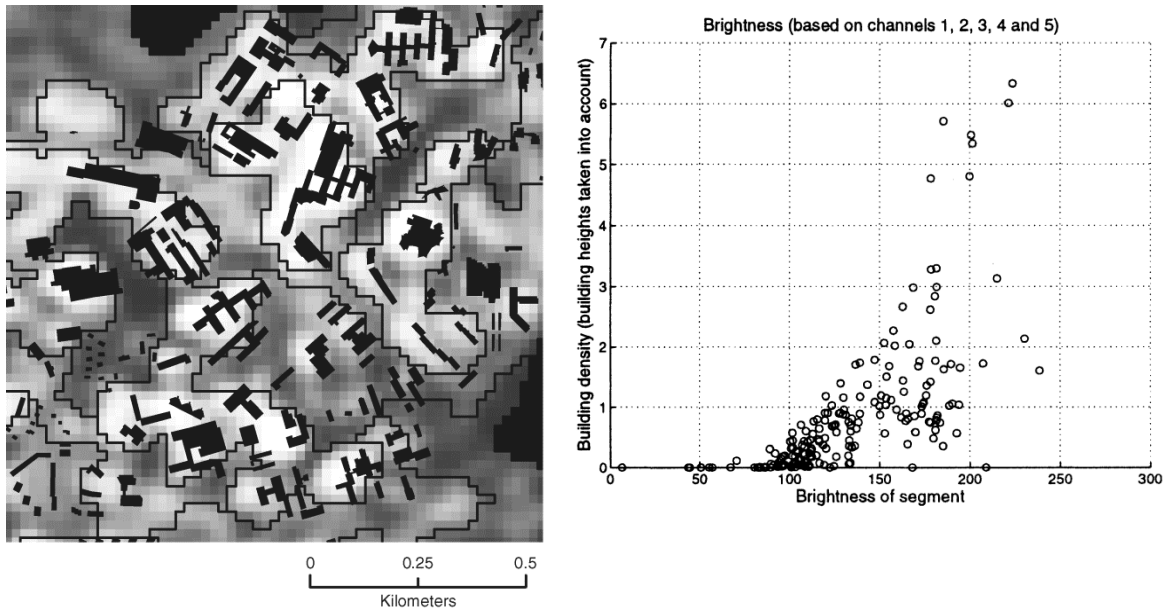 0 0.25 0.5
Kilometers
Brightness (based on channels 1, 2, 3, 4 and 5)
Building density (building heights taken into account)
7
6
5
4
3
2
1
0
0 50 100 150 200 250 300
Brightness of segment